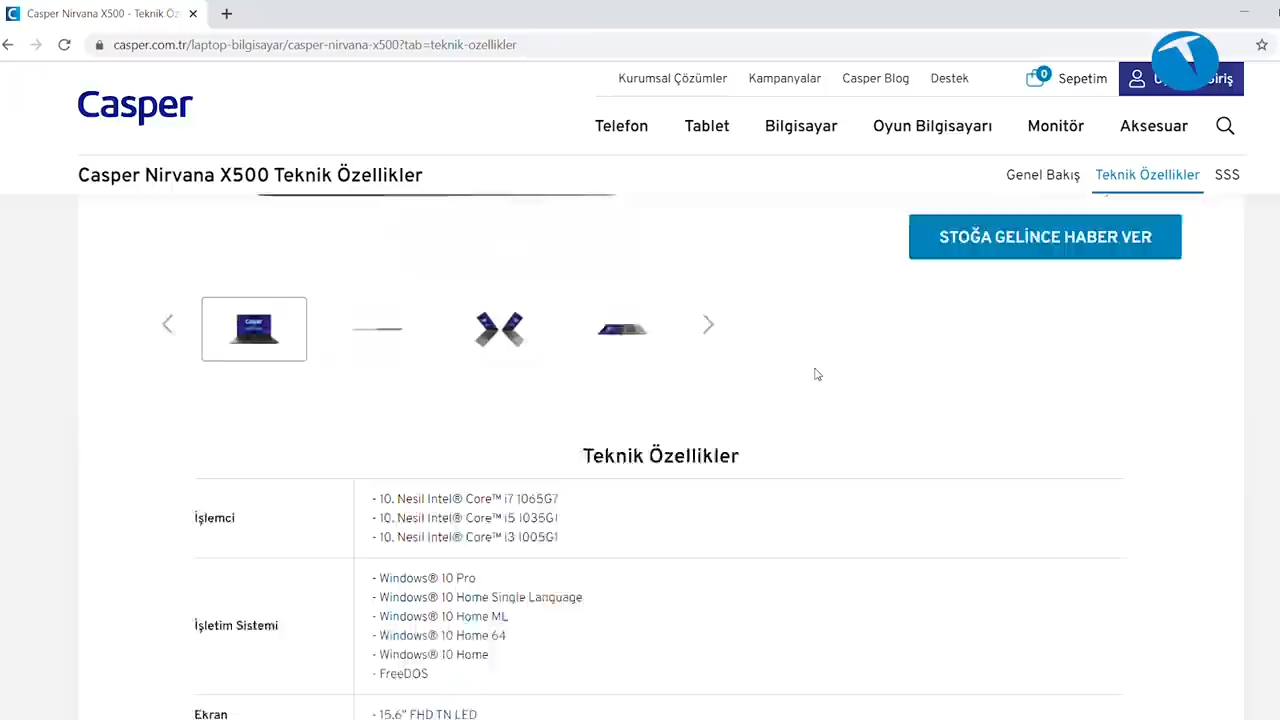 Casper Nirvana X500 - Teknik Öz
casper.com.tr/laptop-bilgisayar/casper-nirvana-x500?tab=teknik-ozellikler
Kurumsal Çözümler Kampanyalar Casper Blog Destek 0 Sepetim
Casper
Telefon Tablet Bilgisayar Oyun Bilgisayarı Monitör Aksesuar
Casper Nirvana X500 Teknik Özellikler Genel Bakış Teknik Özellikler SSS
STOĞA GELİNCE HABER VER
Teknik Özellikler
İşlemci
- 10. Nesil Intel® Core™ i7 1065G7
- 10. Nesil Intel® Core™ i5 1035G1
- 10. Nesil Intel® Core™ i3 1005G1
İşletim Sistemi
- Windows® 10 Pro
- Windows® 10 Home Single Language
- Windows® 10 Home ML
- Windows® 10 Home 64
- Windows® 10 Home
- FreeDOS
Ekran
- 15.6” FHD TN LED